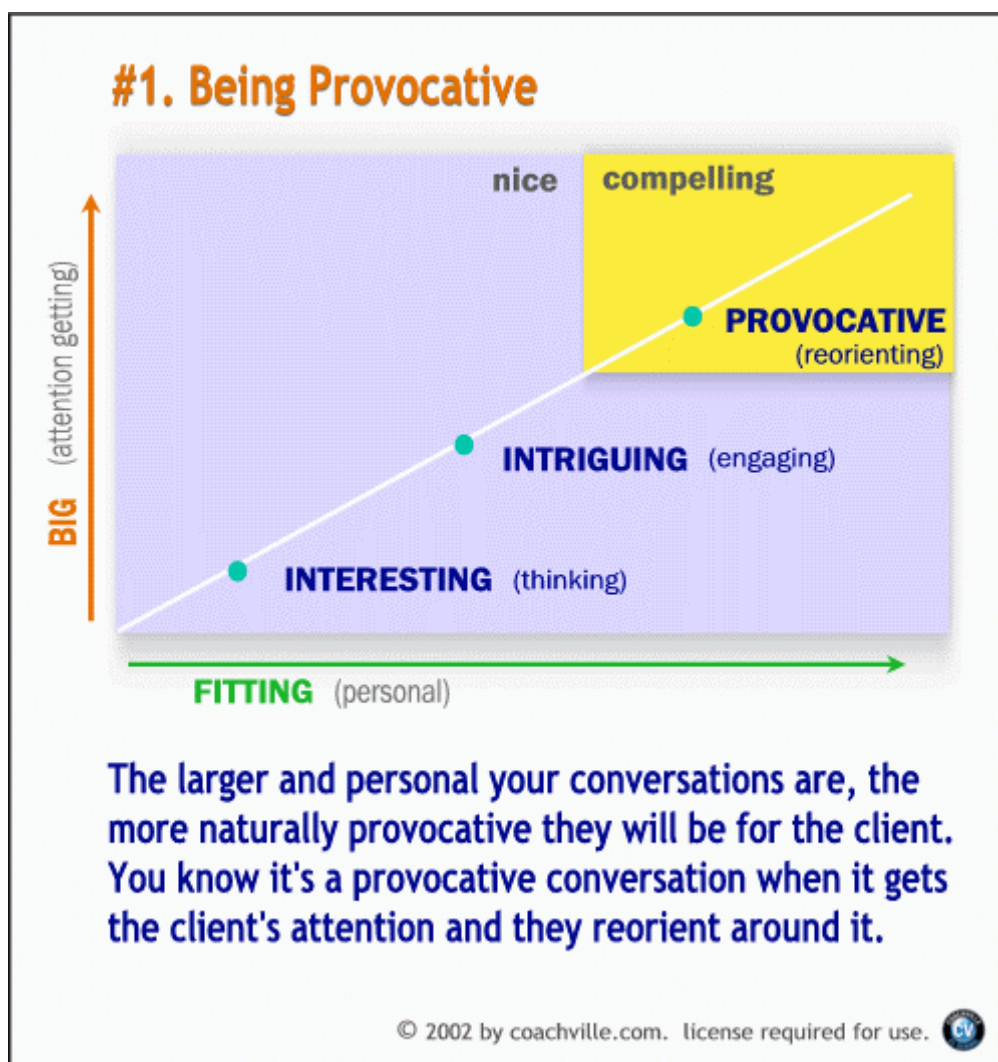 #1. Being Provocative
nice compelling
BIG (attention getting)
PROVOCATIVE
(reorienting)
INTRIGUING (engaging)
INTERESTING (thinking)
FITTING (personal)
The larger and personal your conversations are, the
more naturally provocative they will be for the client.
You know it's a provocative conversation when it gets
the client's attention and they reorient around it.
© 2002 by coachville.com. license required for use.
CV